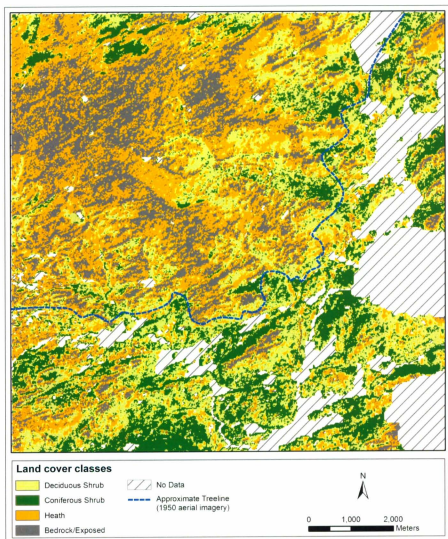 Land cover classes
Deciduous Shrub
Coniferous Shrub
Heath
Bedrock/Exposed
No Data
Approximate Treeline
(1950 aerial imagery)
N
0 1,000 2,000
Meters